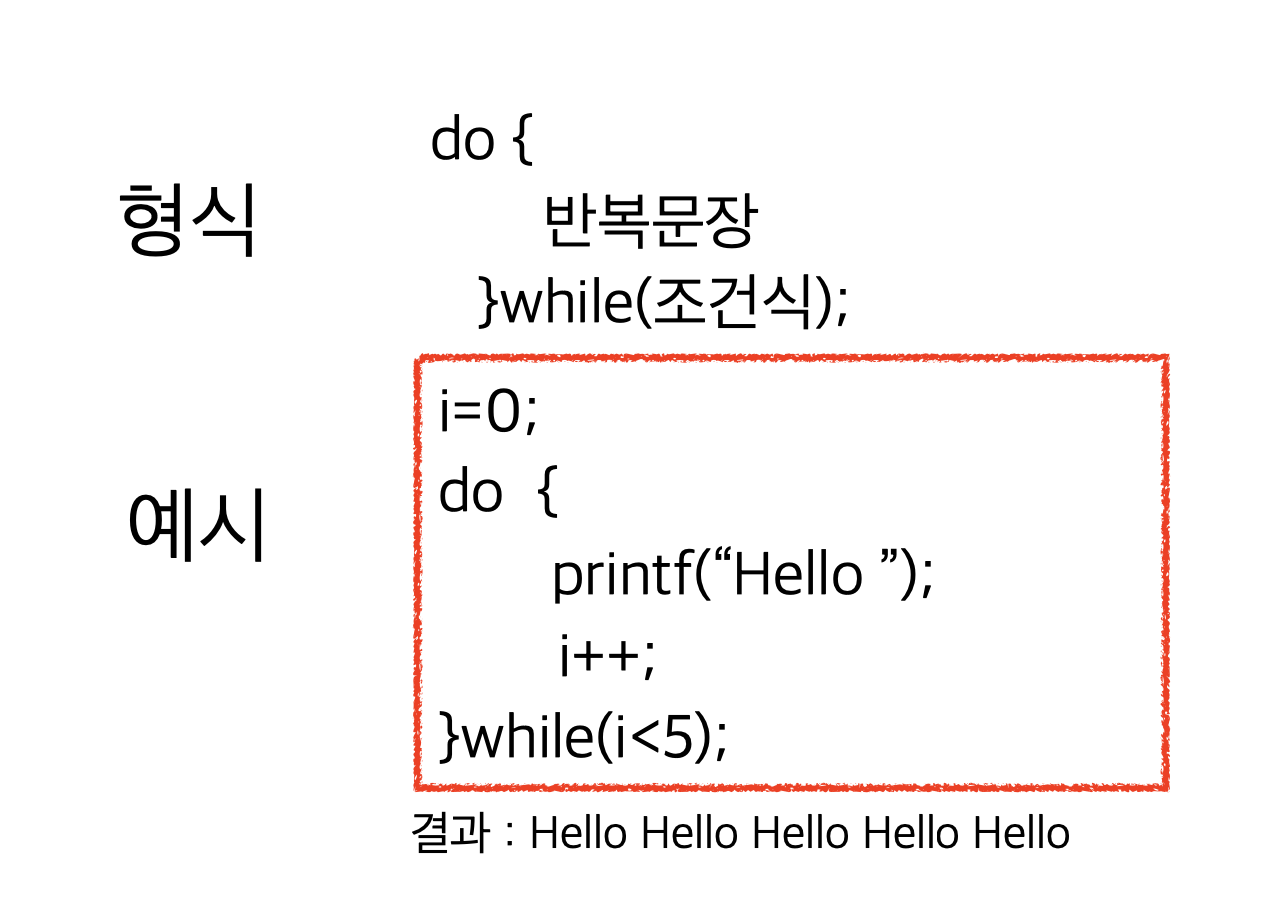 형식
do {
반복문장
}while(조건식);
예시
i=0;
do {
printf(“Hello ”);
i++;
}while(i<5);
결과 : Hello Hello Hello Hello Hello